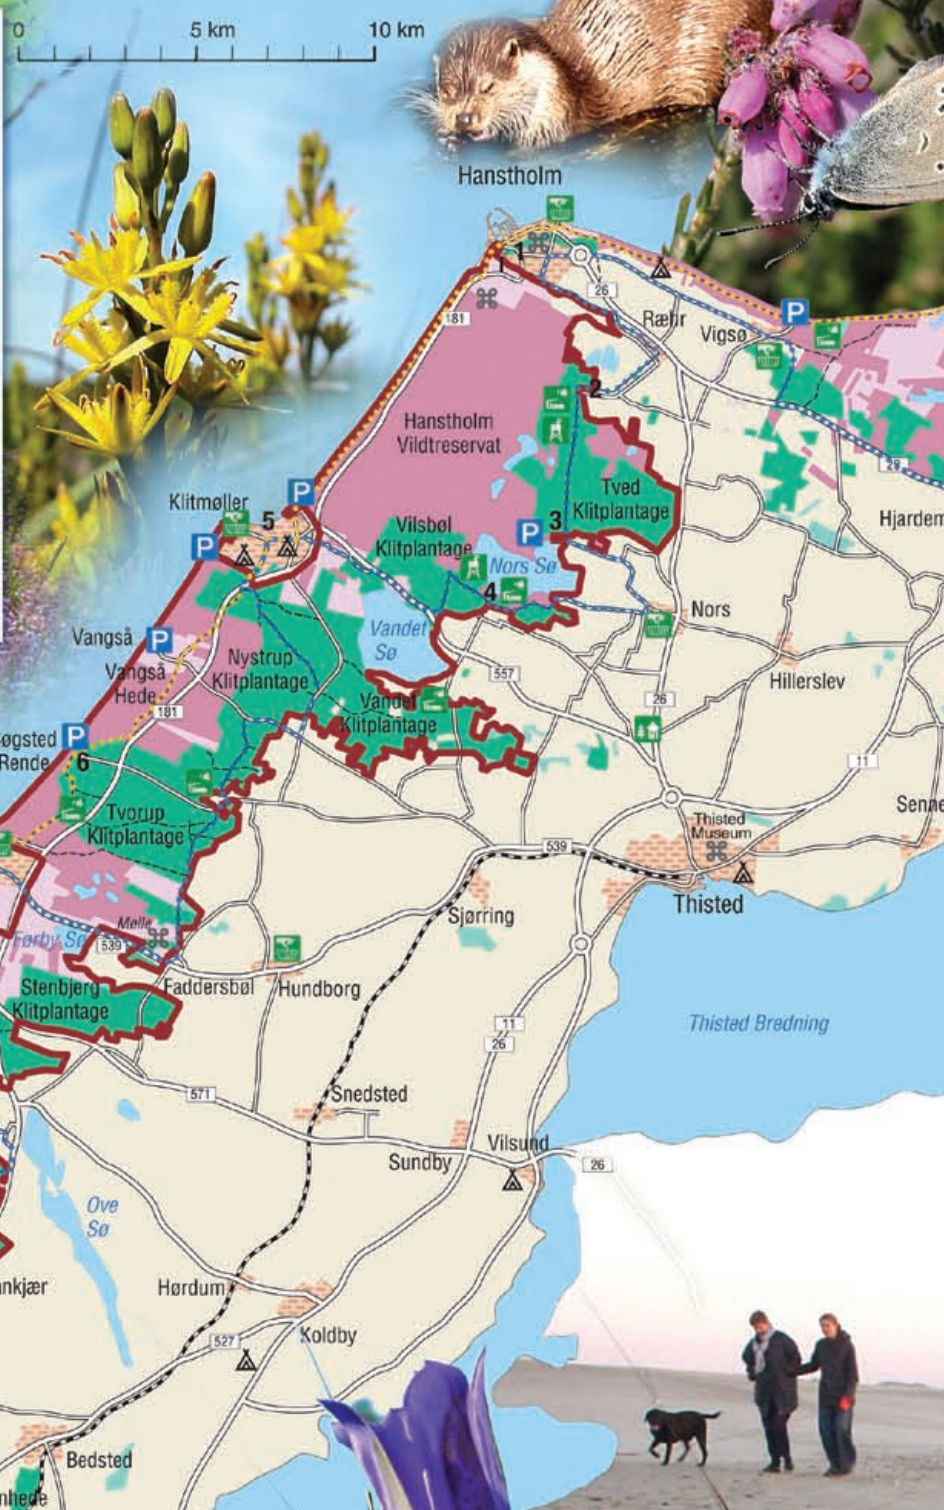 0
5 km
10 km
Hanstholm
1
26
Ræhr
Vigsø
181
2
Hanstholm
Vildtreservat
29
Tved
Klitplantage
Klitmøller
P
5
P
P
P
3
Vilsbøl
Klitplantage
Hjardem
Nors Sø
4
Nors
Vangså
P
Vandet
Sø
Vangså
Hede
Nystrup
Klitplantage
557
Hillerslev
26
181
Vandet
Klitplantage
øgsted
Rende
P
6
11
Tvorup
Klitplantage
Senne
Thisted
Museum
539
Thisted
Sjørring
Mølle
Førby Sø
539
Faddersbøl
Hundborg
Stenbjerg
Klitplantage
11
26
Thisted Bredning
571
Snedsted
Vilsund
Sundby
26
Ove
Sø
nkjær
Hørdum
527
Koldby
Bedsted
nhede